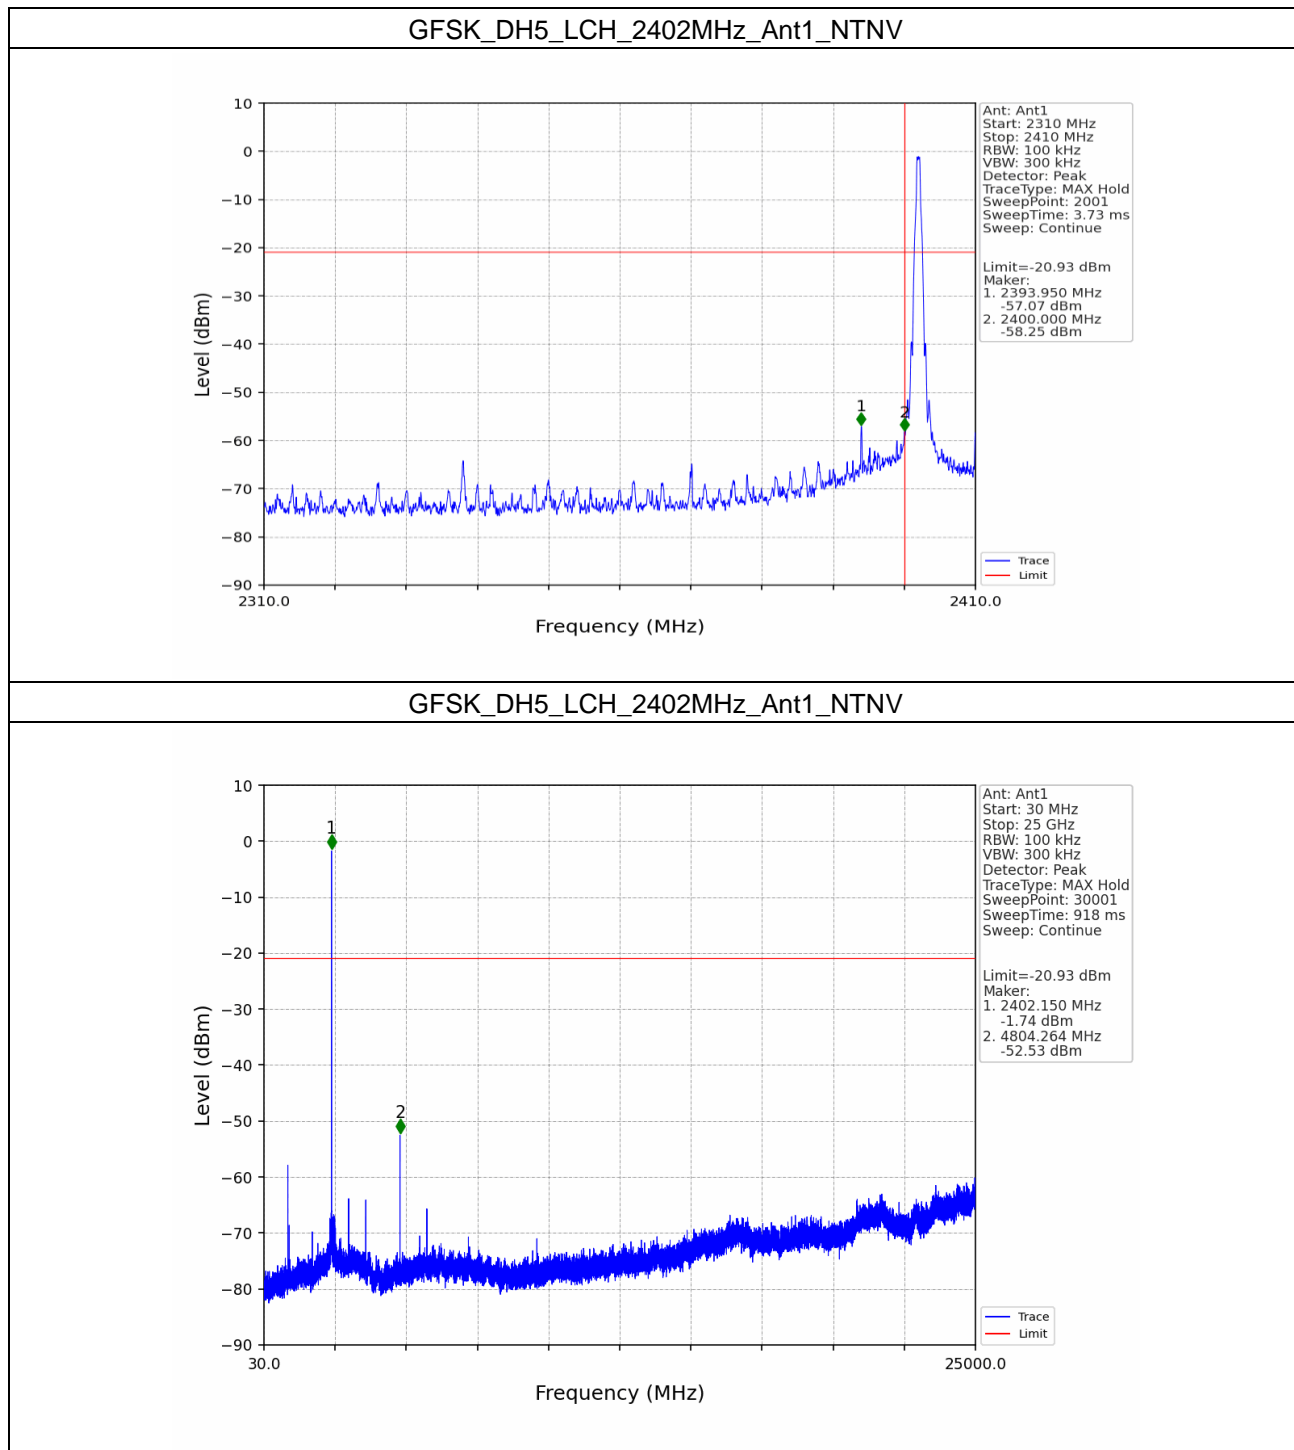 GFSK_DH5_LCH_2402MHz_Ant1_NTNV
10
0
−10
−20
−30
−40
−50
−60
−70
−80
−90
Level (dBm)
1
2
2310.0
2410.0
Frequency (MHz)
Ant: Ant1
Start: 2310 MHz
Stop: 2410 MHz
RBW: 100 kHz
VBW: 300 kHz
Detector: Peak
TraceType: MAX Hold
SweepPoint: 2001
SweepTime: 3.73 ms
Sweep: Continue
Limit=-20.93 dBm
Maker:
1. 2393.950 MHz
-57.07 dBm
2. 2400.000 MHz
-58.25 dBm
Trace
Limit
GFSK_DH5_LCH_2402MHz_Ant1_NTNV
10
0
−10
−20
−30
−40
−50
−60
−70
−80
−90
Level (dBm)
1
2
30.0
25000.0
Frequency (MHz)
Ant: Ant1
Start: 30 MHz
Stop: 25 GHz
RBW: 100 kHz
VBW: 300 kHz
Detector: Peak
TraceType: MAX Hold
SweepPoint: 30001
SweepTime: 918 ms
Sweep: Continue
Limit=-20.93 dBm
Maker:
1. 2402.150 MHz
-1.74 dBm
2. 4804.264 MHz
-52.53 dBm
Trace
Limit